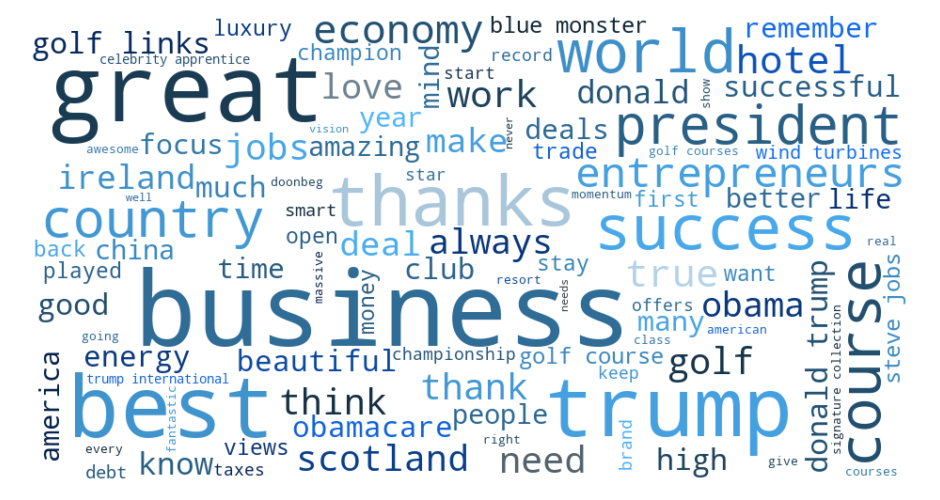 golf links
luxury
economy
blue monster
remember
celebrity apprentice
champion
mind
record
world
hotel
great
love
start
work
donald
show
successful
year
vision
never
deals
president
awesome
focus
jobs
amazing
make
trade
golf courses
wind turbines
ireland
much
doonbeg
star
thanks
momentum
entrepreneurs
well
smart
first
better
life
country
open
deal
always
success
real
back
china
played
time
massive
club
stay
true
want
steve jobs
good
business
money
resort
needs
offers
obama
many
american
going
class
america
energy
beautiful
championship
golf course
golf
keep
donald trump
signature collection
course
trump international
best
fantastic
think
thank
people
trump
obamacare
every
views
right
brand
debt
know
taxes
scotland
need
high
give
courses